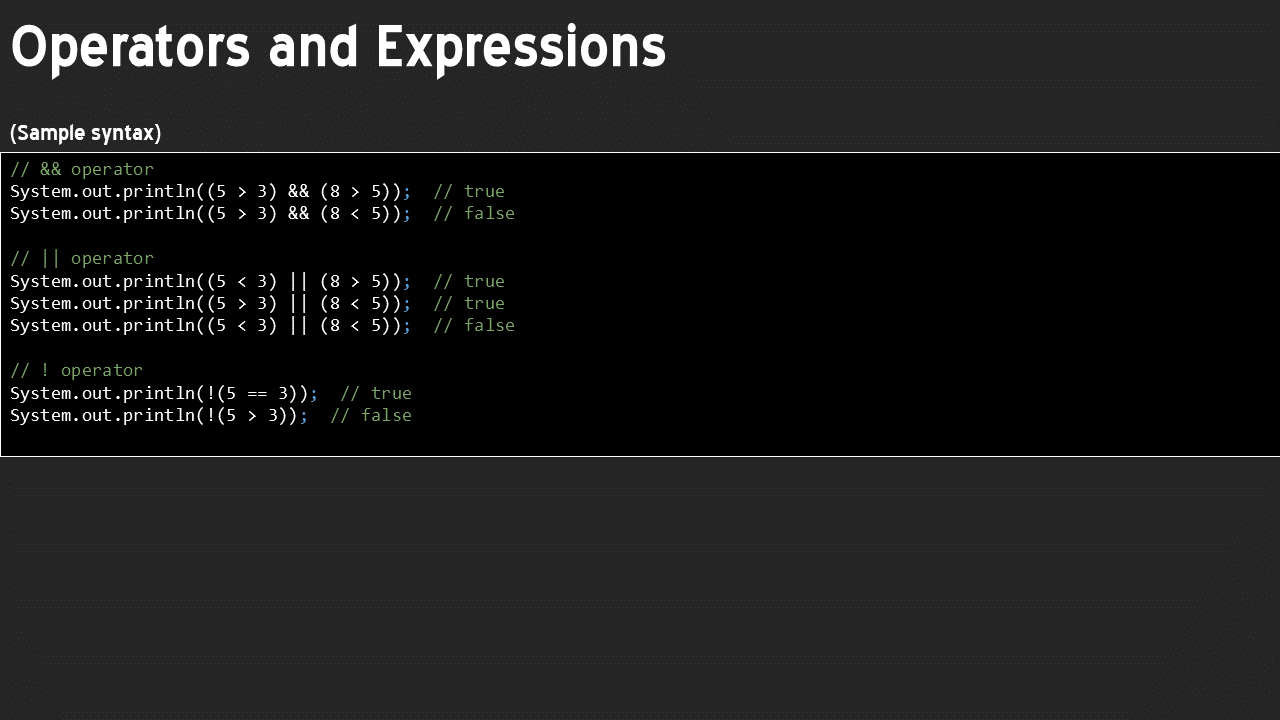 Operators and Expressions
(Sample syntax)
// && operator
System.out.println((5 > 3) && (8 > 5));  // true
System.out.println((5 > 3) && (8 < 5));  // false
// || operator
System.out.println((5 < 3) || (8 > 5));  // true
System.out.println((5 > 3) || (8 < 5));  // true
System.out.println((5 < 3) || (8 < 5));  // false
// ! operator
System.out.println(!(5 == 3));  // true
System.out.println(!(5 > 3));  // false